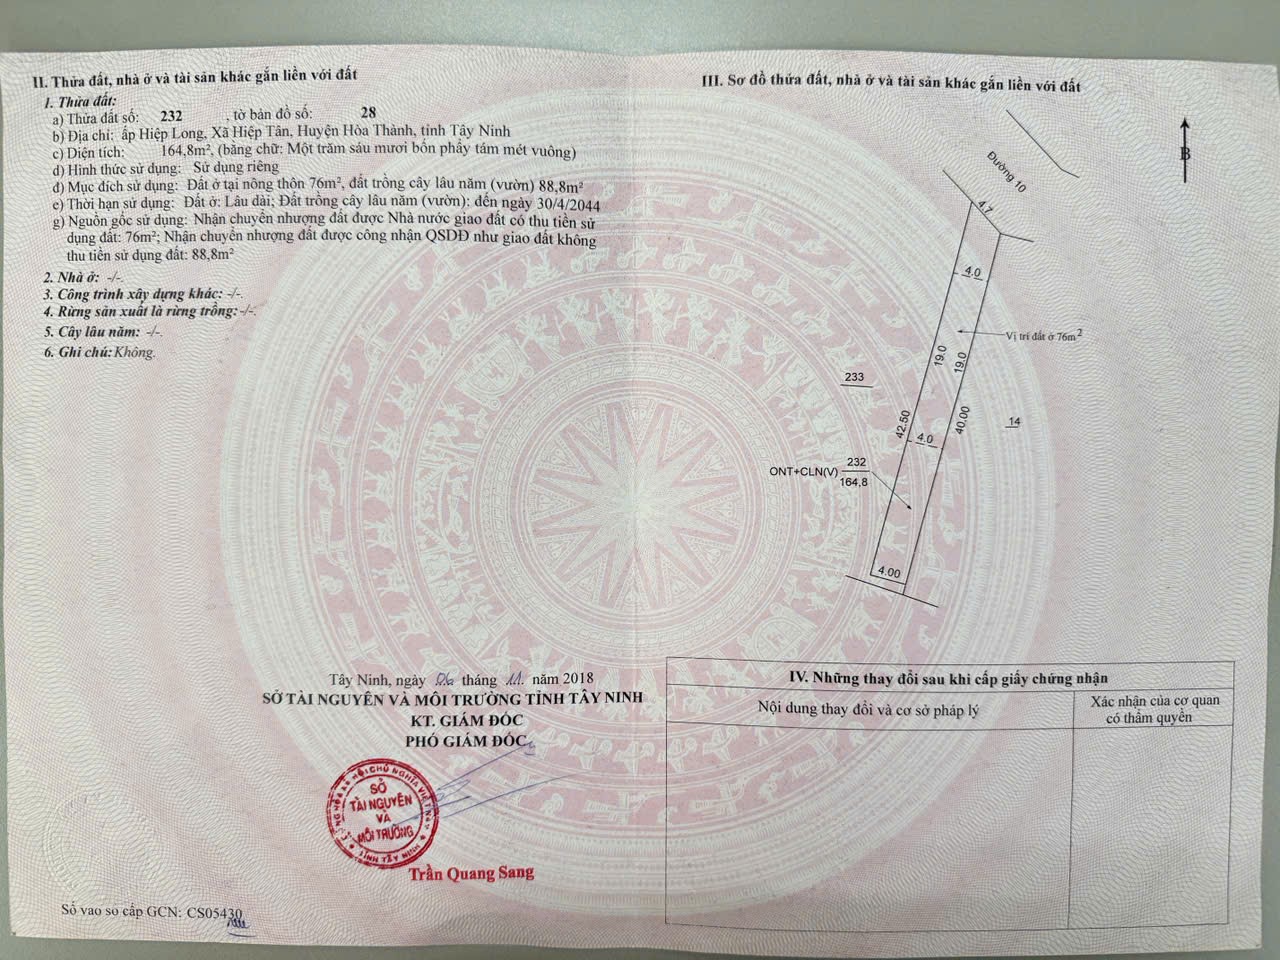 II. Thửa đất, nhà ở và tài sản khác gắn liền với đất
1. Thửa đất:
a) Thửa đất số: 232 , tờ bản đồ số: 28
b) Địa chỉ: ấp Hiệp Long, Xã Hiệp Tân, Huyện Hòa Thành, tỉnh Tây Ninh
c) Diện tích: 164,8m², (bằng chữ: Một trăm sáu mươi bốn phẩy tám mét vuông)
d) Hình thức sử dụng: Sử dụng riêng
đ) Mục đích sử dụng: Đất ở tại nông thôn 76m², đất trồng cây lâu năm (vườn) 88,8m²
e) Thời hạn sử dụng: Đất ở: Lâu dài; Đất trồng cây lâu năm (vườn): đến ngày 30/4/2044
g) Nguồn gốc sử dụng: Nhận chuyển nhượng đất được Nhà nước giao đất có thu tiền sử
dụng đất: 76m²; Nhận chuyển nhượng đất được công nhận QSDĐ như giao đất không
thu tiền sử dụng đất: 88,8m²
2. Nhà ở: -/-.
3. Công trình xây dựng khác: -/-.
4. Rừng sản xuất là rừng trồng: -/-.
5. Cây lâu năm: -/-.
6. Ghi chú: Không.
Tây Ninh, ngày 06 tháng 11 năm 2018
SỞ TÀI NGUYÊN VÀ MÔI TRƯỜNG TỈNH TÂY NINH
KT. GIÁM ĐỐC
PHÓ GIÁM ĐỐC
SỞ
TÀI NGUYÊN
VÀ
MÔI TRƯỜNG
TỈNH TÂY NINH
Trần Quang Sang
Số vào sổ cấp GCN: CS05430
III. Sơ đồ thửa đất, nhà ở và tài sản khác gắn liền với đất
B
Đường 10
4.7
4.0
Vị trí đất ở 76m²
19.0
19.0
233
42.50
40.00
14
4.0
ONT+CLN(V) 232
164,8
4.00
IV. Những thay đổi sau khi cấp giấy chứng nhận
Nội dung thay đổi và cơ sở pháp lý
Xác nhận của cơ quan
có thẩm quyền